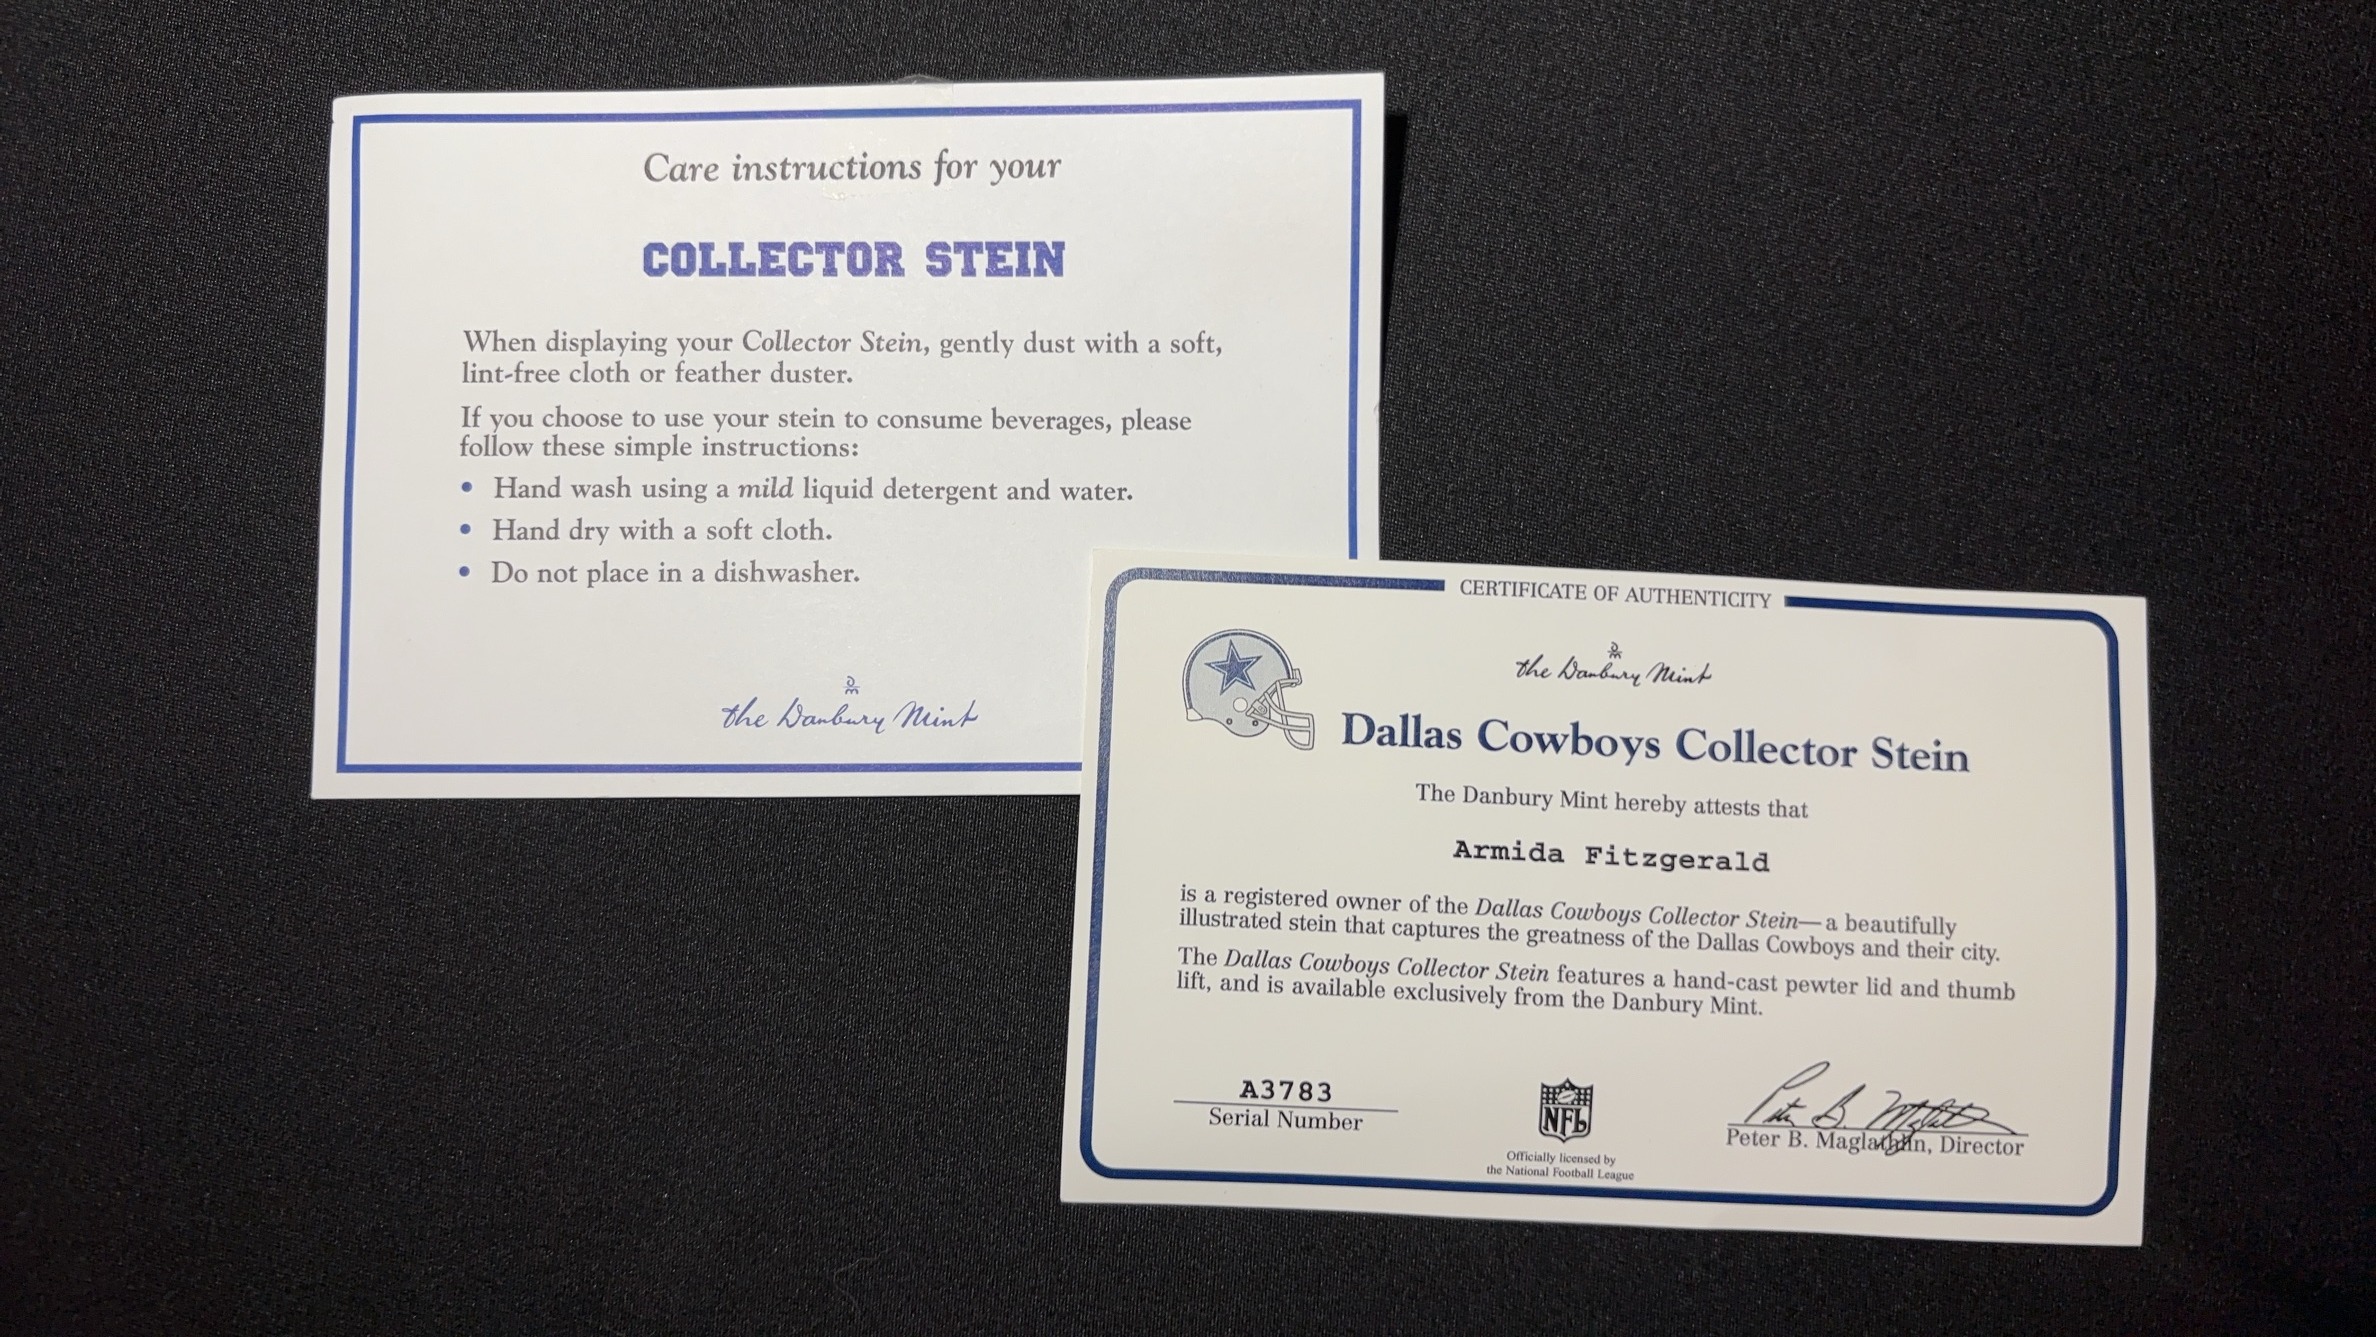 Care instructions for your
COLLECTOR STEIN
When displaying your Collector Stein, gently dust with a soft,
lint-free cloth or feather duster.
If you choose to use your stein to consume beverages, please
follow these simple instructions:
• Hand wash using a mild liquid detergent and water.
• Hand dry with a soft cloth.
• Do not place in a dishwasher.
DM
the Danbury Mint
CERTIFICATE OF AUTHENTICITY
DM
the Danbury Mint
Dallas Cowboys Collector Stein
The Danbury Mint hereby attests that
Armida Fitzgerald
is a registered owner of the Dallas Cowboys Collector Stein—a beautifully
illustrated stein that captures the greatness of the Dallas Cowboys and their city.
The Dallas Cowboys Collector Stein features a hand-cast pewter lid and thumb
lift, and is available exclusively from the Danbury Mint.
A3783
Serial Number
NFL
Officially licensed by
the National Football League
Peter B. Maglathlin
Peter B. Maglathlin, Director